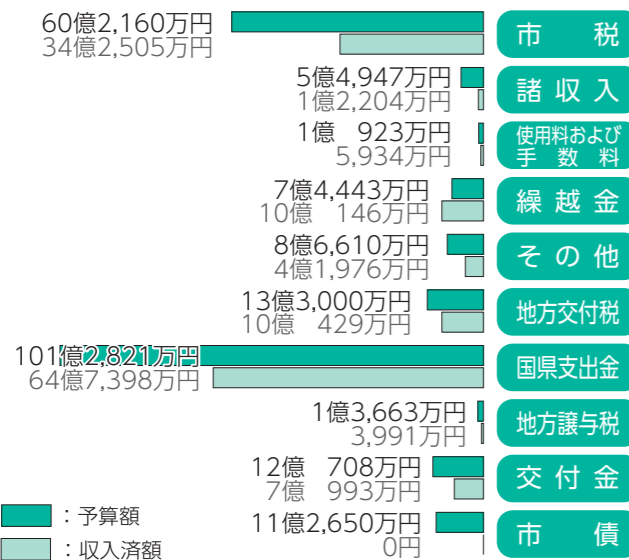 60億2,160万円
34億2,505万円
市税
5億4,947万円
1億2,204万円
諸収入
1億 923万円
5,934万円
使用料および
手数料
7億4,443万円
10億 146万円
繰越金
8億6,610万円
4億1,976万円
その他
13億3,000万円
10億 429万円
地方交付税
101億2,821万円
64億7,398万円
国県支出金
1億3,663万円
3,991万円
地方譲与税
12億 708万円
7億 993万円
交付金
11億2,650万円
0円
市債
：予算額
：収入済額